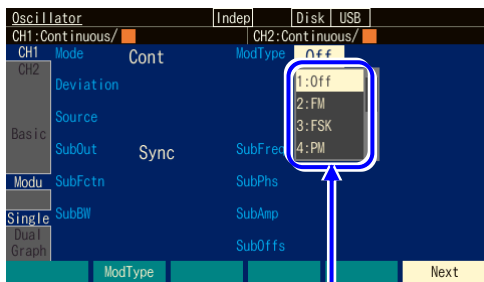 Oscillator Indep Disk USB
CH1:Continuous/ CH2:Continuous/
CH1 Mode Cont ModType Off
CH2
Deviation 1:Off
Source 2:FM
Basic 3:FSK
SubOut Sync SubFreq 4:PM
Modu SubFctn SubPhs
Single SubBW SubAmp
Dual
Graph SubOffs
ModType Next